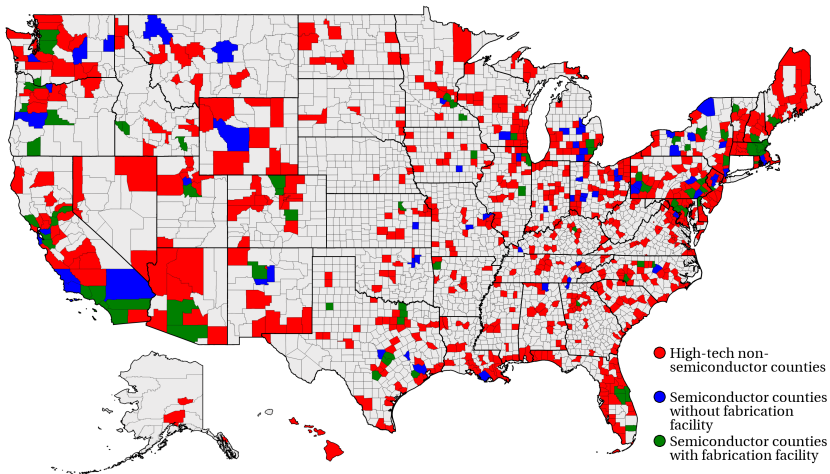 High-tech non-
semiconductor counties
Semiconductor counties
without fabrication
facility
Semiconductor counties
with fabrication facility